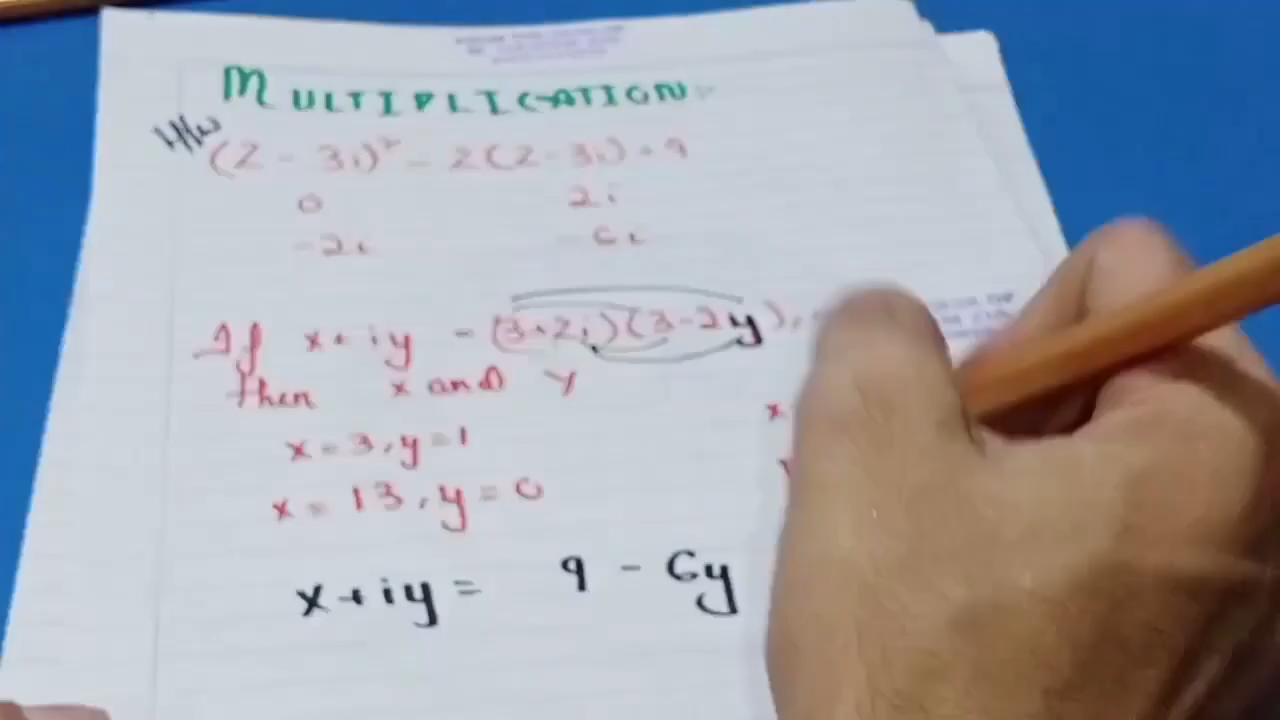 MULTIPLICATION
H/W
(2 - 3i)² - 2(2-3i) + 9
0 2i
-2i 6i
If x + iy = (3+2i)(3-2y),
then x and y
x = 3, y = 1 x
x = 13, y = 0
x + iy = 9 - 6y